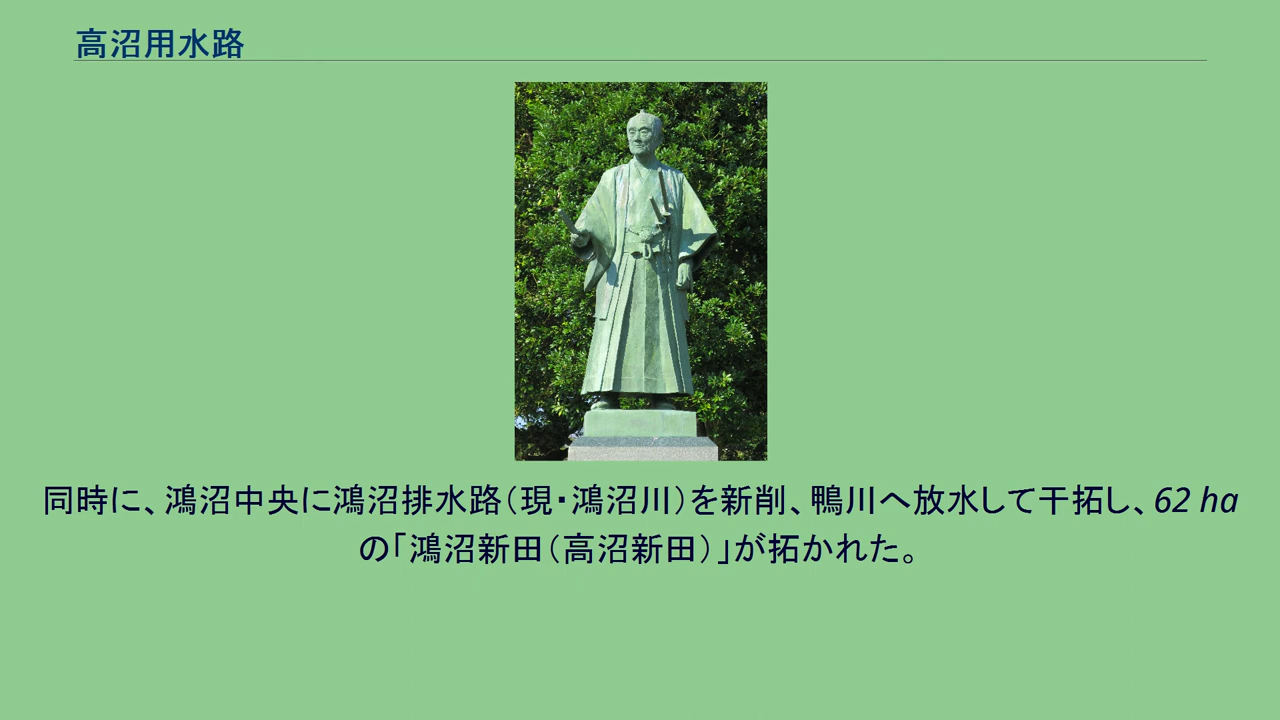 高沼用水路
同時に、鴻沼中央に鴻沼排水路（現・鴻沼川）を新削、鴨川へ放水して干拓し、62 ha
の「鴻沼新田（高沼新田）」が拓かれた。